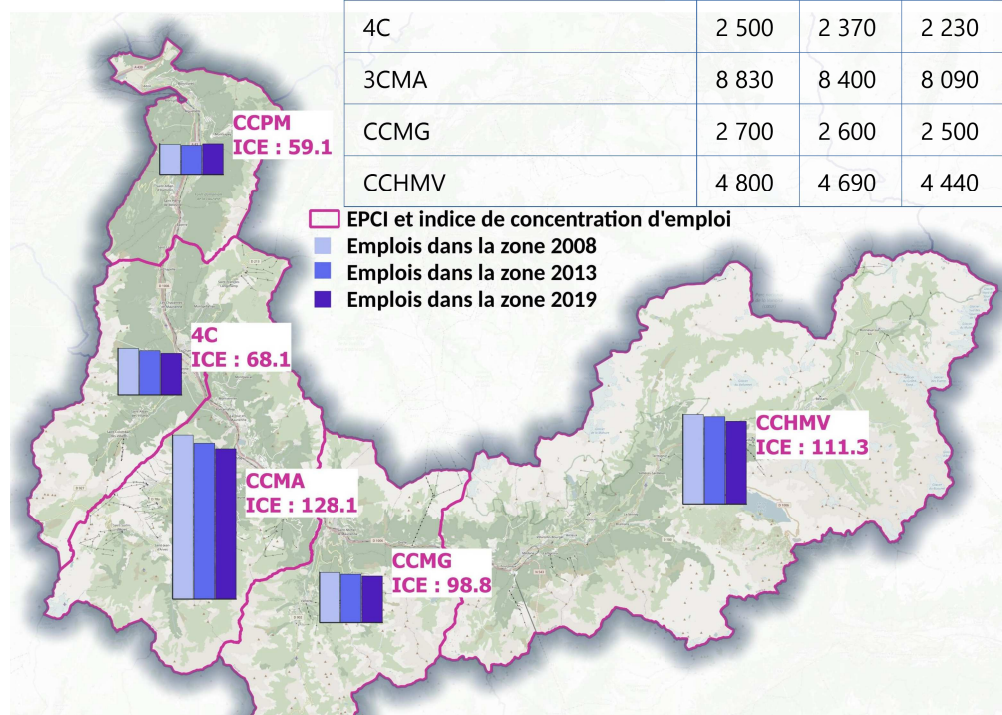 4C 2 500 2 370 2 230
3CMA 8 830 8 400 8 090
CCMG 2 700 2 600 2 500
CCHMV 4 800 4 690 4 440
CCPM
ICE : 59.1
EPCI et indice de concentration d'emploi
Emplois dans la zone 2008
Emplois dans la zone 2013
Emplois dans la zone 2019
4C
ICE : 68.1
CCHMV
ICE : 111.3
CCMA
ICE : 128.1
CCMG
ICE : 98.8